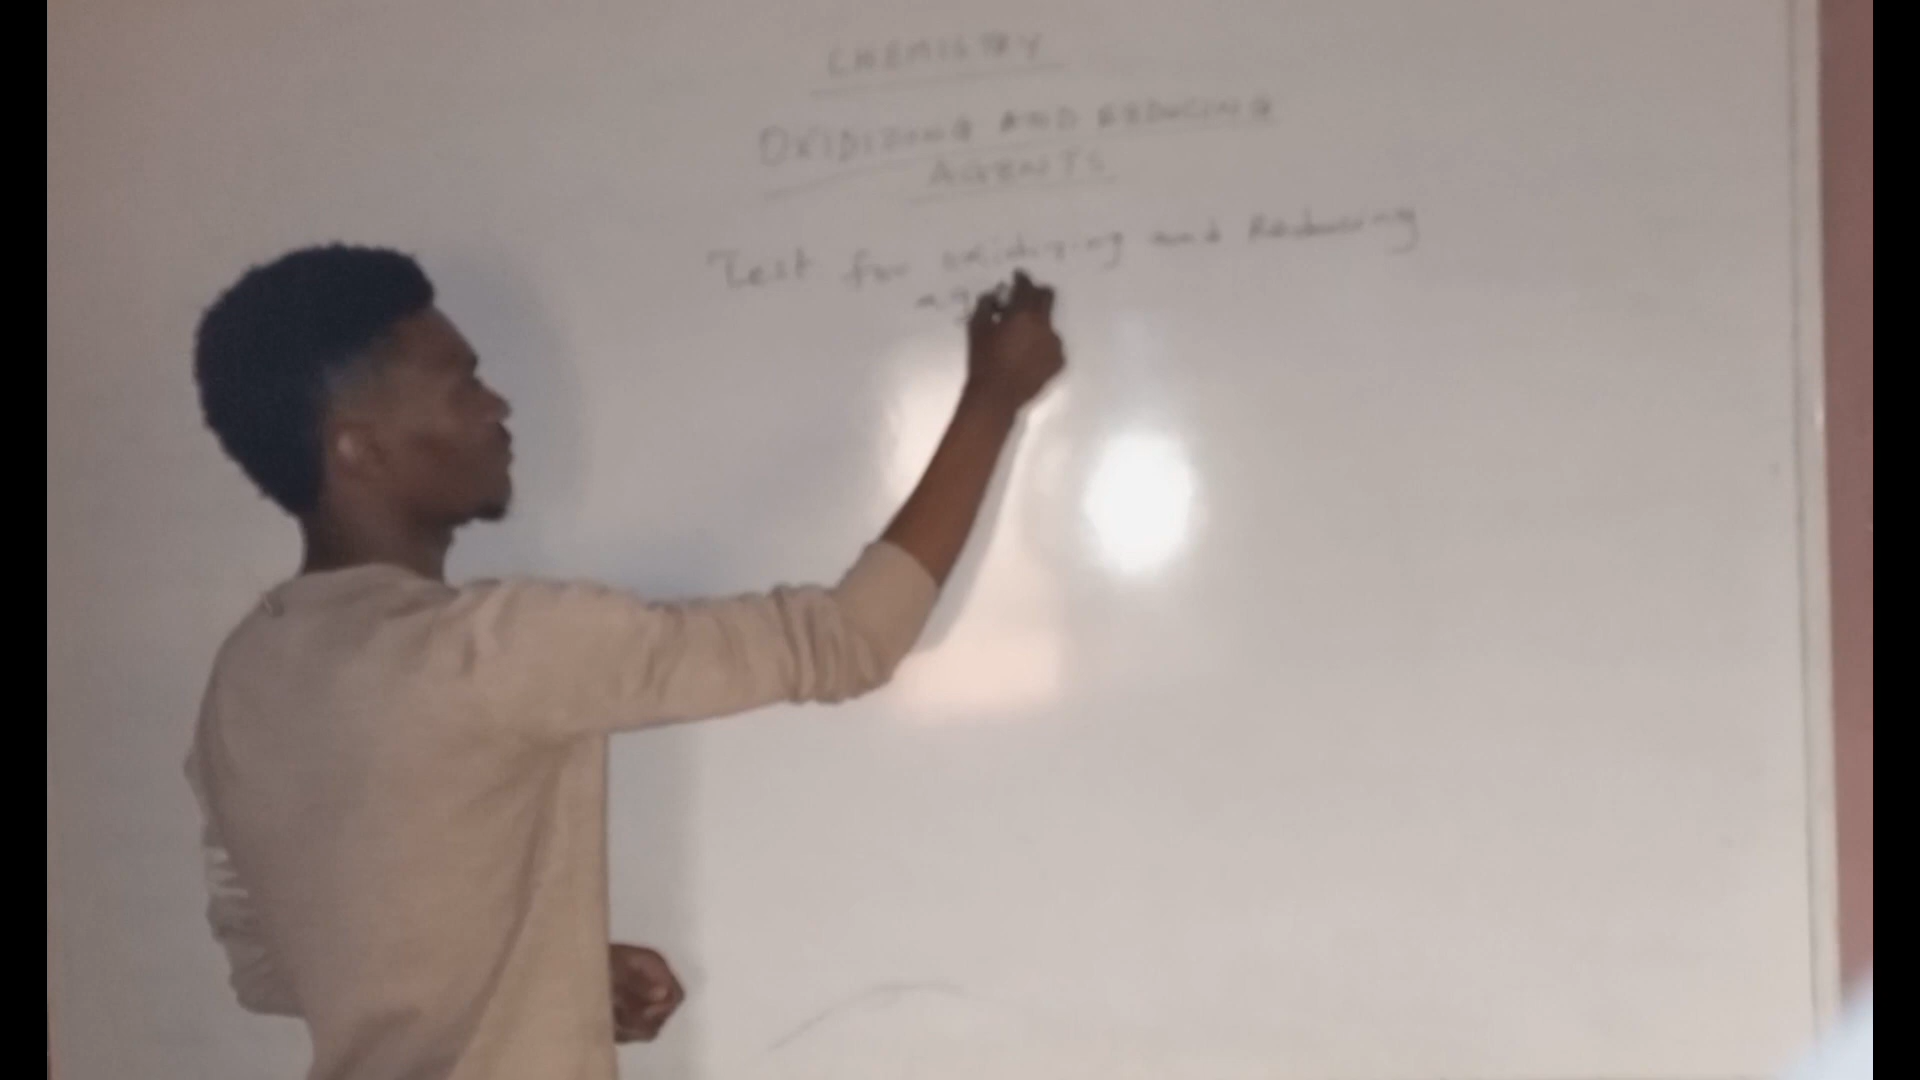 CHEMISTRY
OXIDIZING AND REDUCING
AGENTS
Test for oxidizing and Reducing